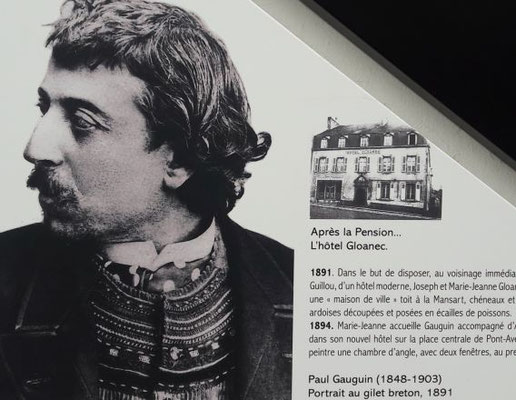 HÔTEL GLOANEC
Après la Pension...
L'hôtel Gloanec.
1891. Dans le but de disposer, au voisinage immédia
Guillou, d'un hôtel moderne, Joseph et Marie-Jeanne Gloan
une « maison de ville » toit à la Mansart, chéneaux et
ardoises découpées et posées en écailles de poissons.
1894. Marie-Jeanne accueille Gauguin accompagné d'A
dans son nouvel hôtel sur la place centrale de Pont-Ave
peintre une chambre d'angle, avec deux fenêtres, au pre
Paul Gauguin (1848-1903)
Portrait au gilet breton, 1891